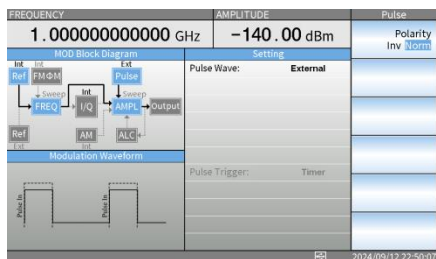 FREQUENCY
AMPLITUDE
Pulse
1.000000000000 GHz
-140.00 dBm
Polarity
Inv Norm
MOD Block Diagram
Setting
Int
Ext
Ref
FMΦM
Pulse
Pulse Wave: External
Sweep
Int
Sweep
FREQ
I/Q
AMPL
Output
Ref
AM
ALC
Ext
Int
Modulation Waveform
Pulse Trigger: Timer
Pulse In
Pulse In
2024/09/12 22:50:07